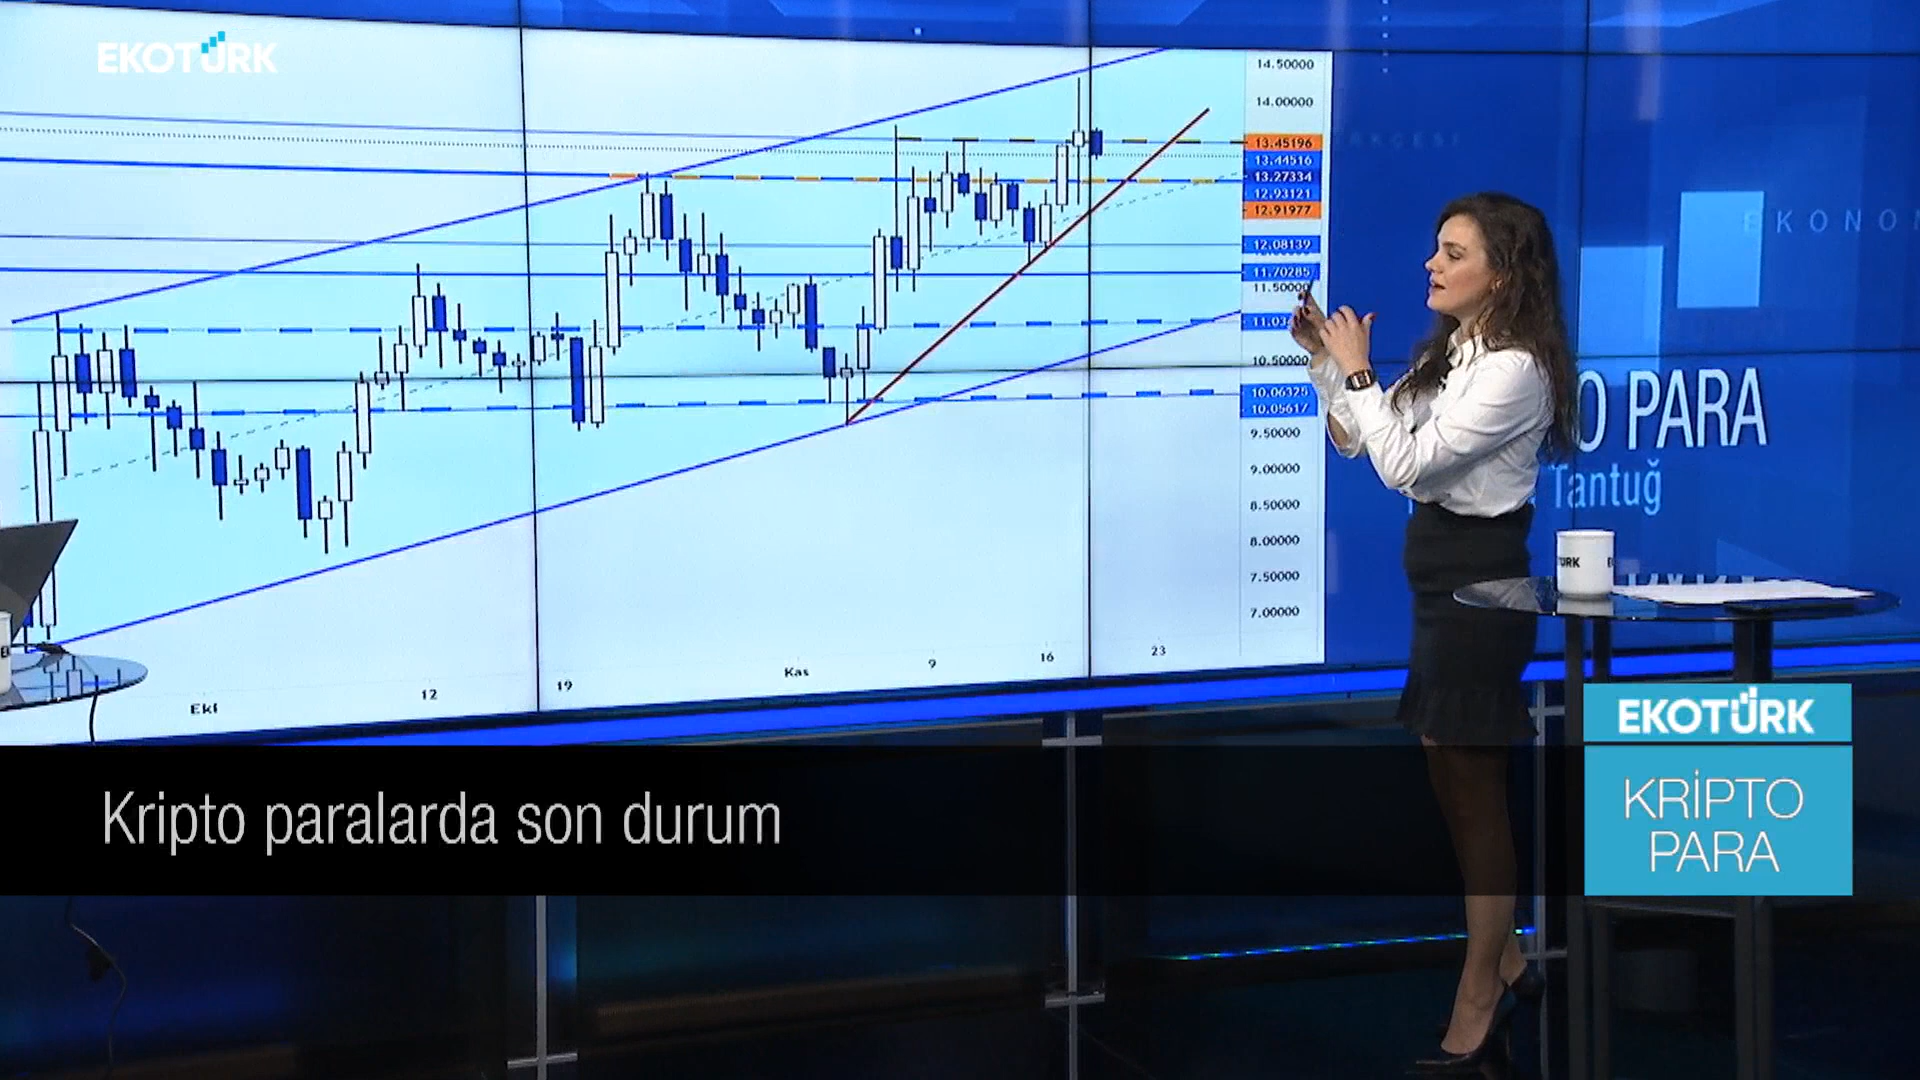 EKOTÜRK
14.50000
14.00000
13.45196
13.44516
13.27334
12.93121
12.91977
12.08139
11.70285
11.50000
10.50000
10.06325
10.05617
9.50000
9.00000
8.50000
8.00000
7.50000
7.00000
Eki
12
19
Kas
9
16
23
EKONO
O PARA
Tantuğ
Kripto paralarda son durum
EKOTÜRK
KRİPTO
PARA